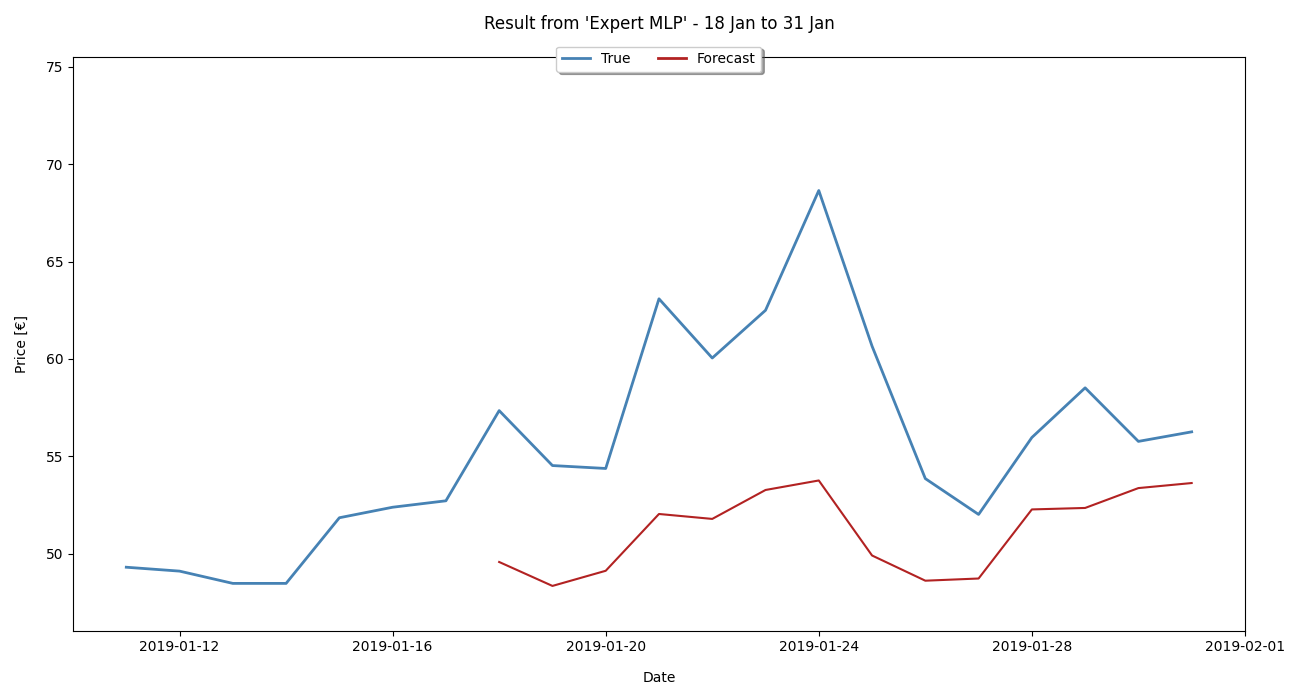 Result from 'Expert MLP' - 18 Jan to 31 Jan
True Forecast
75
70
65
60
55
50
Price [€]
2019-01-12 2019-01-16 2019-01-20 2019-01-24 2019-01-28 2019-02-01
Date